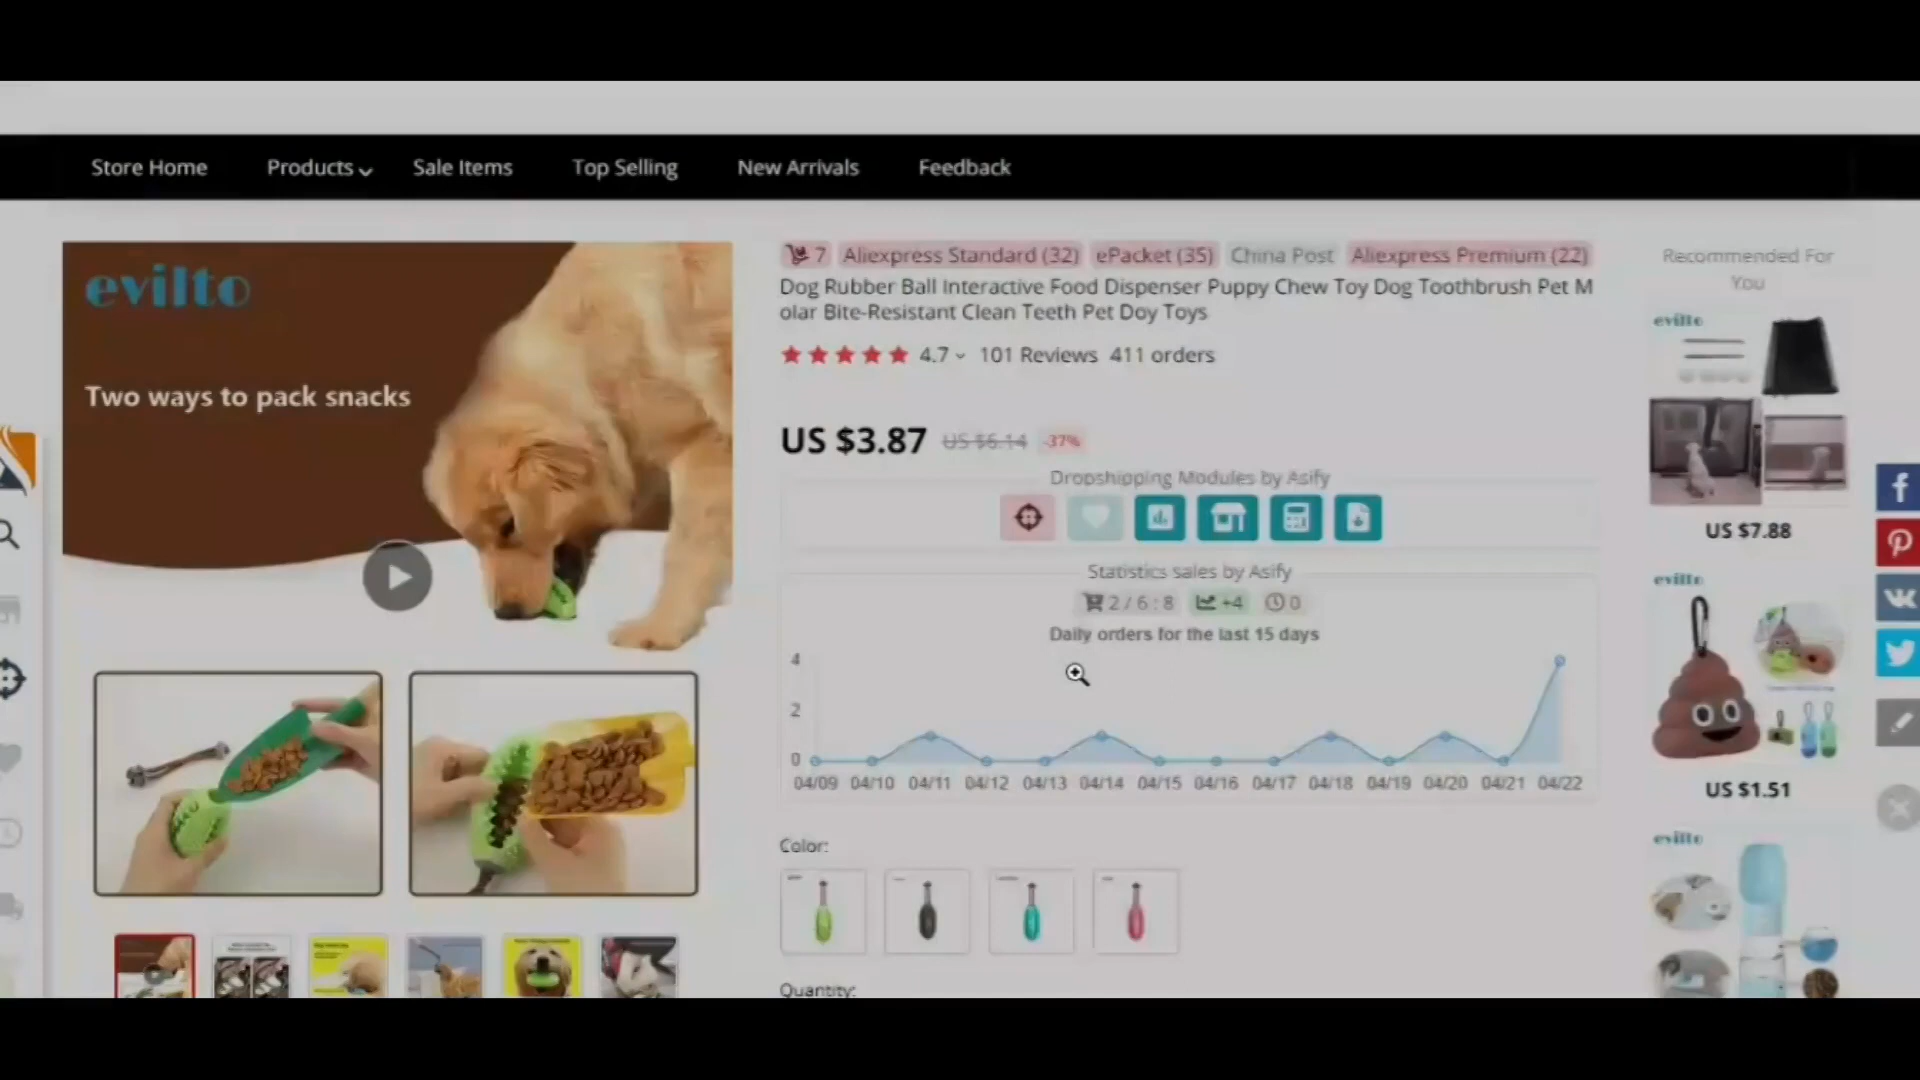 Store Home Products Sale Items Top Selling New Arrivals Feedback
evilto
Two ways to pack snacks
7 Aliexpress Standard (32) ePacket (35) China Post Aliexpress Premium (22)
Dog Rubber Ball Interactive Food Dispenser Puppy Chew Toy Dog Toothbrush Pet M
olar Bite-Resistant Clean Teeth Pet Doy Toys
4.7 101 Reviews 411 orders
US $3.87 US $6.14 -37%
Dropshipping Modules by Asify
Statistics sales by Asify
2 / 6 : 8 +4 0
Daily orders for the last 15 days
4
2
0
04/09 04/10 04/11 04/12 04/13 04/14 04/15 04/16 04/17 04/18 04/19 04/20 04/21 04/22
Color:
Quantity:
Recommended For
You
evilto
US $7.88
evilto
US $1.51
evilto